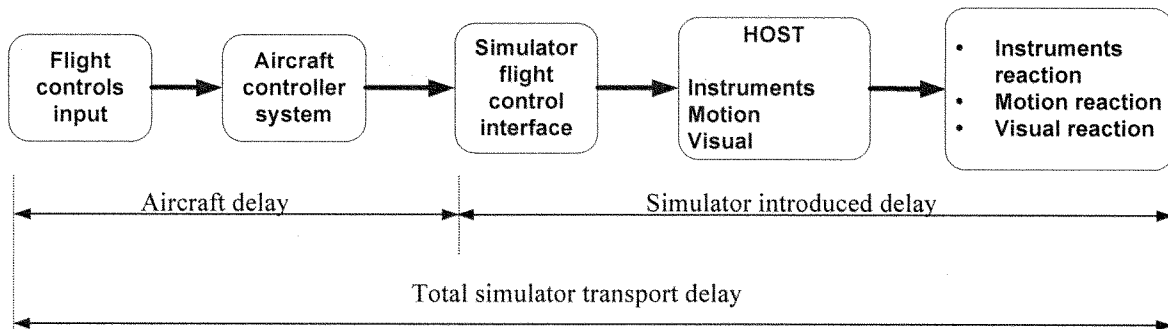 Flight
controls
input
Aircraft
controller
system
Simulator
flight
control
interface
HOST
Instruments
Motion
Visual
• Instruments
reaction
• Motion reaction
• Visual reaction
Aircraft delay
Simulator introduced delay
Total simulator transport delay